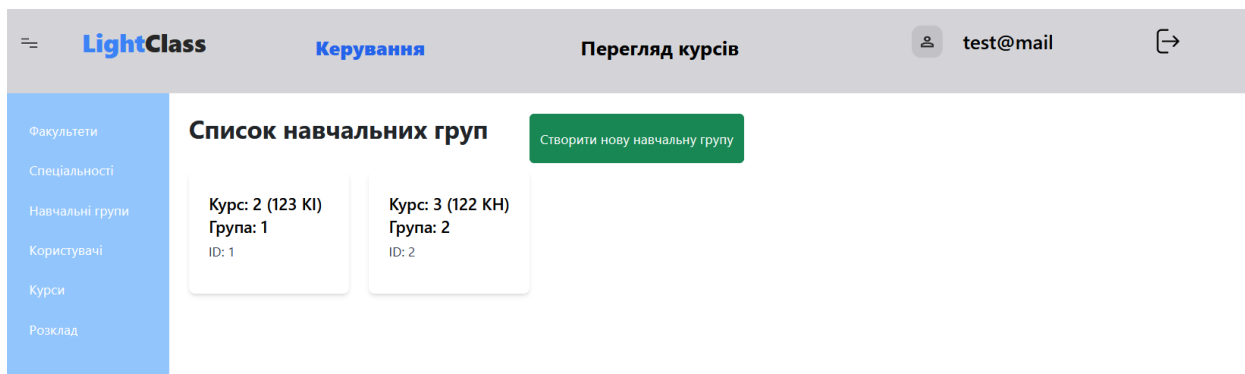 LightClass Керування Перегляд курсів test@mail
Факультети
Спеціальності
Навчальні групи
Користувачі
Курси
Розклад
Список навчальних груп
Створити нову навчальну групу
Курс: 2 (123 КІ)
Група: 1
ID: 1
Курс: 3 (122 КН)
Група: 2
ID: 2